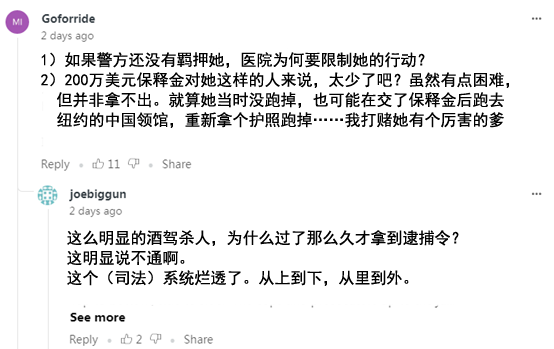 MI
Goforride
2 days ago
1）如果警方还没有羁押她，医院为何要限制她的行动？
2）200万美元保释金对她这样的人来说，太少了吧？虽然有点困难，
但并非拿不出。就算她当时没跑掉，也可能在交了保释金后跑去
纽约的中国领馆，重新拿个护照跑掉……我打赌她有个厉害的爹
Reply • 11 • Share
joebiggun
2 days ago
这么明显的酒驾杀人，为什么过了那么久才拿到逮捕令？
这明显说不通啊。
这个（司法）系统烂透了。从上到下，从里到外。
See more
Reply • 2 • Share